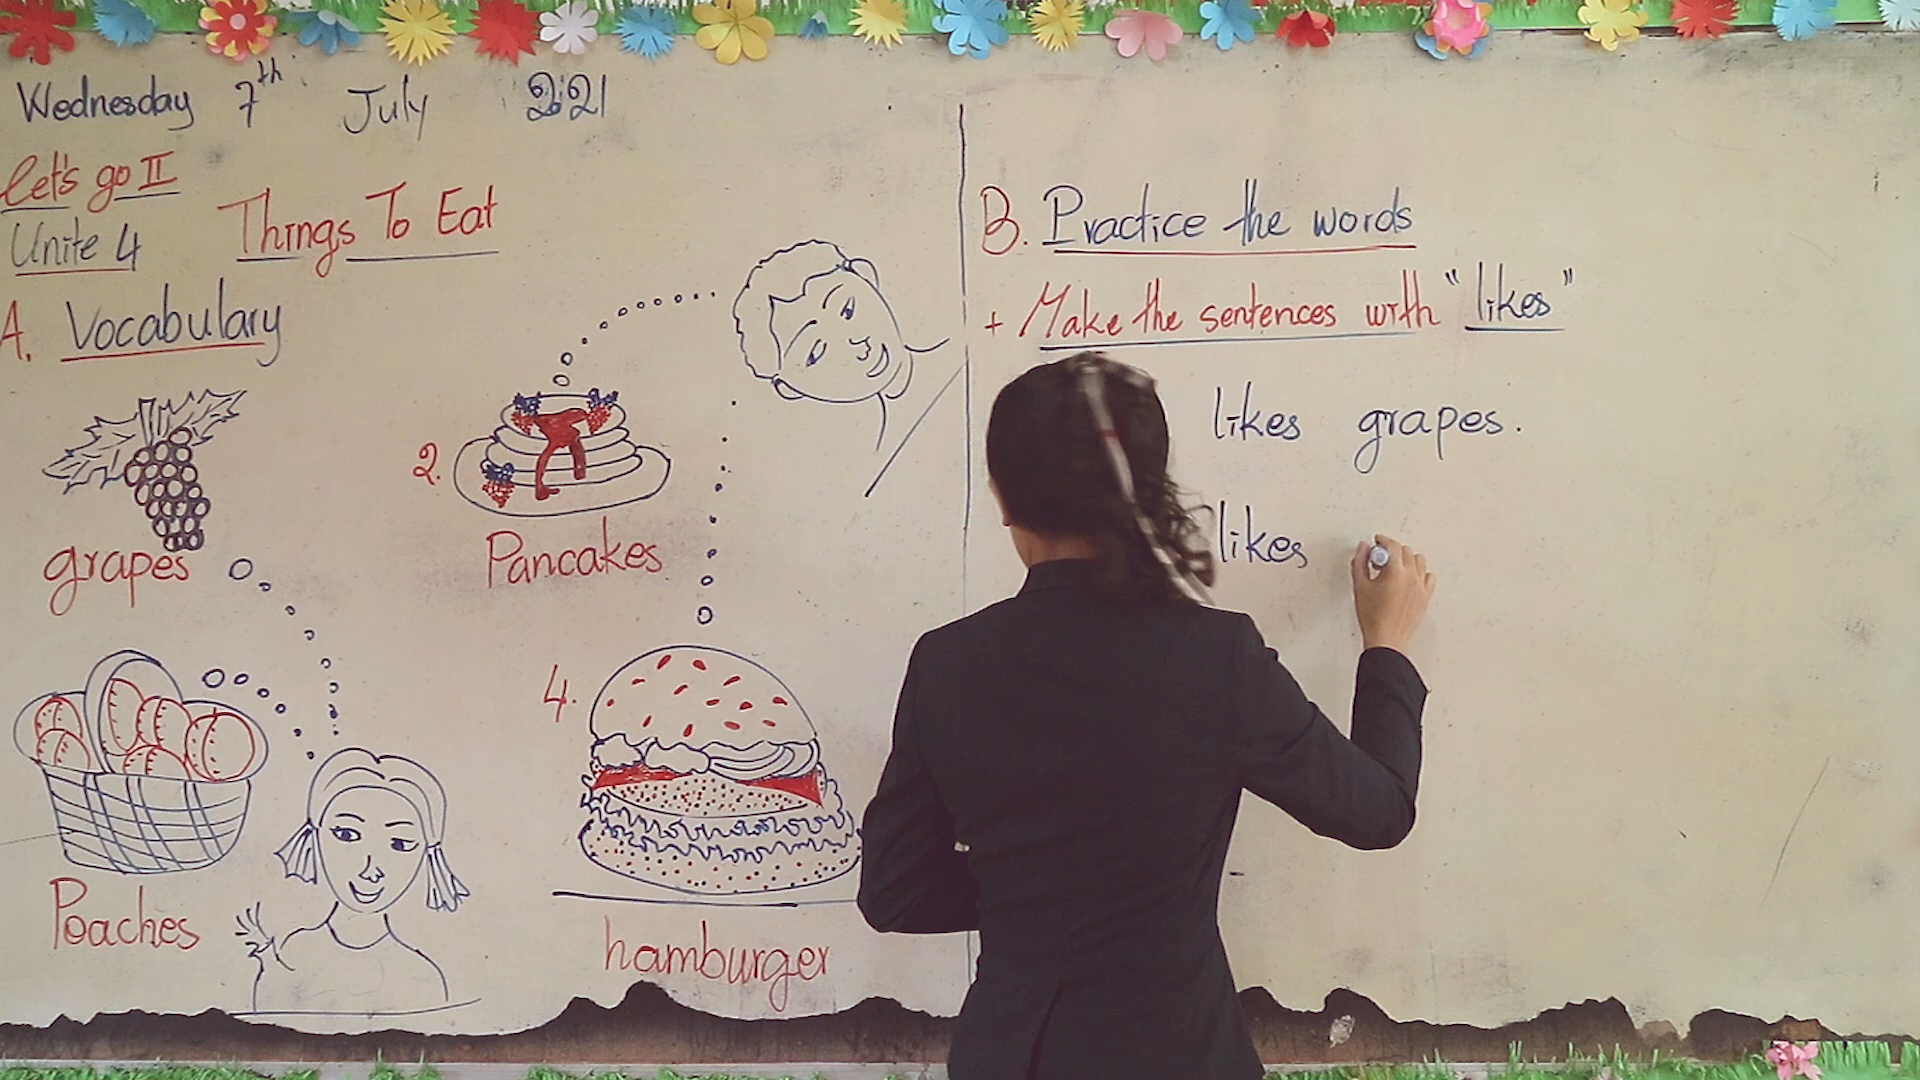 Wednesday 7th July 2021
Let's go II
Unite 4 Things To Eat
A. Vocabulary
grapes
2.
Pancakes
Peaches
4.
hamburger
B. Practice the words
+ Make the sentences with "likes"
likes grapes.
likes